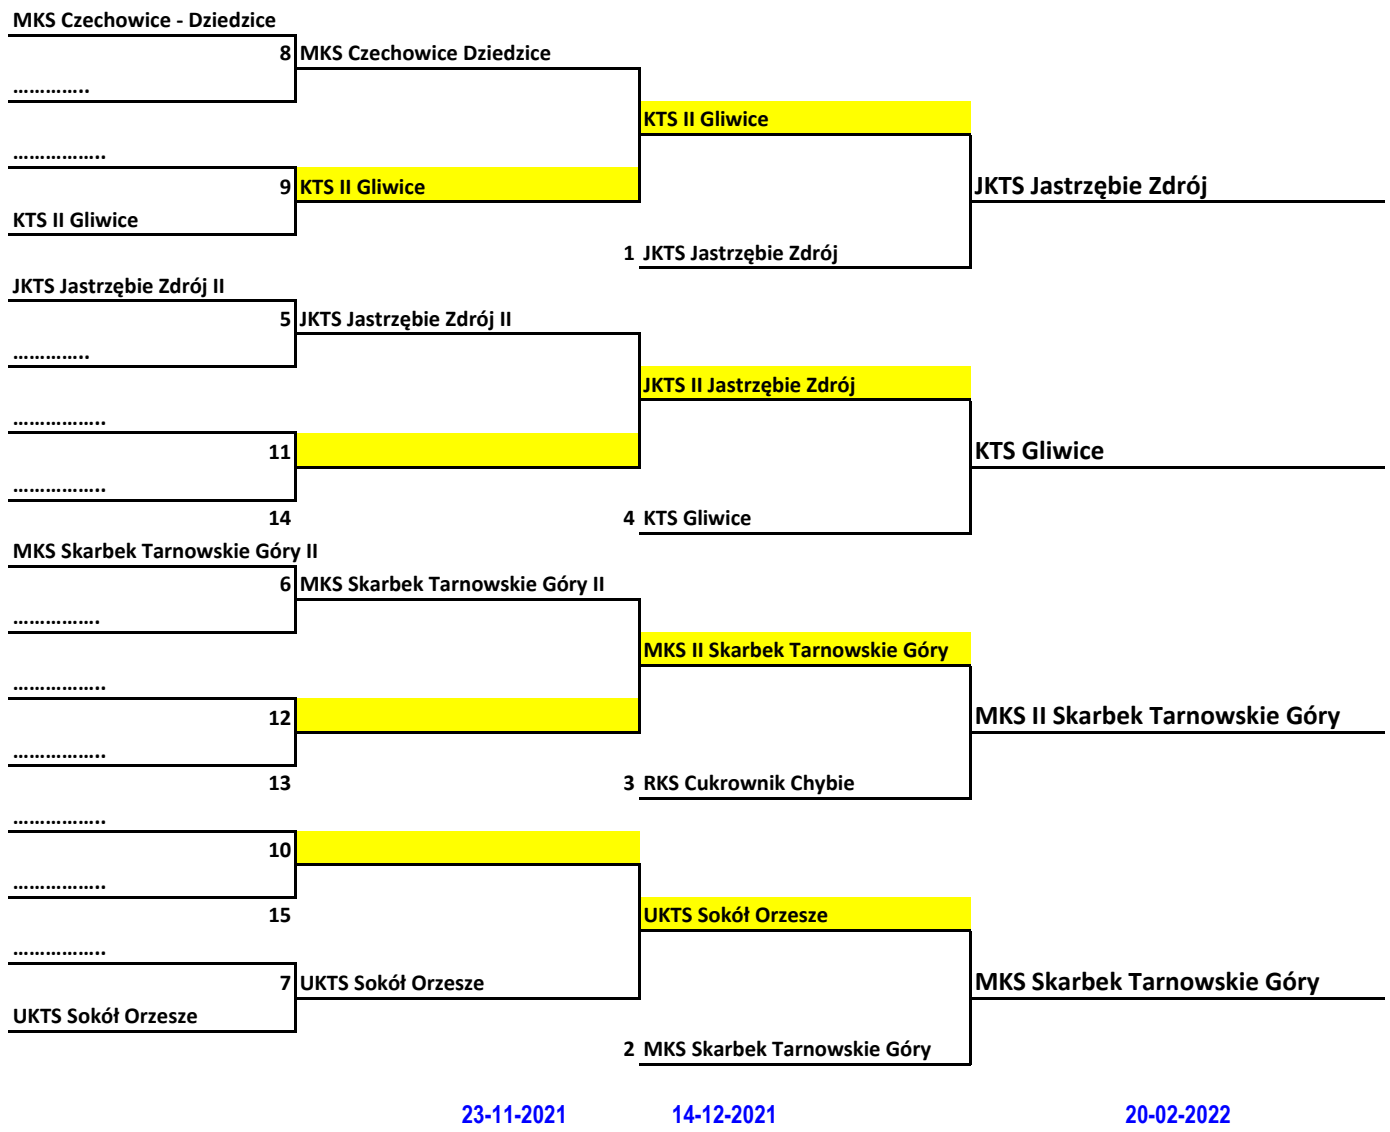 MKS Czechowice - Dziedzice
8 MKS Czechowice Dziedzice
…………..
KTS II Gliwice
……………..
9 KTS II Gliwice
JKTS Jastrzębie Zdrój
KTS II Gliwice
1 JKTS Jastrzębie Zdrój
JKTS Jastrzębie Zdrój II
5 JKTS Jastrzębie Zdrój II
…………..
JKTS II Jastrzębie Zdrój
……………..
11
KTS Gliwice
……………..
14
4 KTS Gliwice
MKS Skarbek Tarnowskie Góry II
6 MKS Skarbek Tarnowskie Góry II
…………….
MKS II Skarbek Tarnowskie Góry
……………..
12
MKS II Skarbek Tarnowskie Góry
……………..
13
3 RKS Cukrownik Chybie
……………..
10
……………..
15
UKTS Sokół Orzesze
……………..
7 UKTS Sokół Orzesze
MKS Skarbek Tarnowskie Góry
UKTS Sokół Orzesze
2 MKS Skarbek Tarnowskie Góry
23-11-2021 14-12-2021 20-02-2022